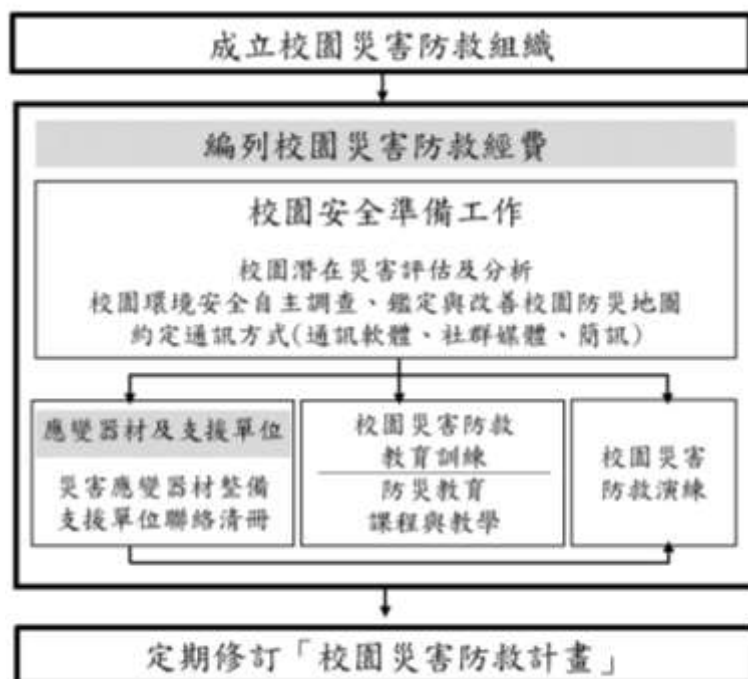 成立校園災害防救組織
編列校園災害防救經費
校園安全準備工作
校園潛在災害評估及分析
校園環境安全自主調查、鑑定與改善校園防災地圖
約定通訊方式(通訊軟體、社群媒體、簡訊)
應變器材及支援單位
災害應變器材整備
支援單位聯絡清冊
校園災害防救
教育訓練
防災教育
課程與教學
校園災害
防救演練
定期修訂「校園災害防救計畫」